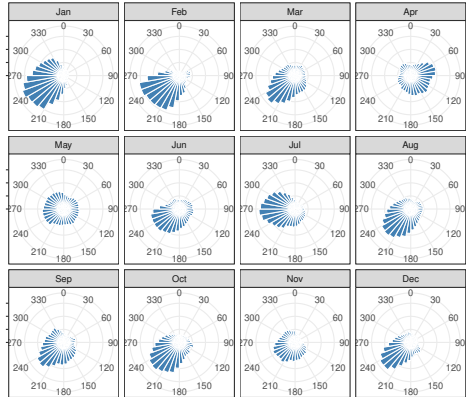 Jan Feb Mar Apr
0 0 0 0
330 30 330 30 330 30 330 30
300 60 300 60 300 60 300 60
270 90 270 90 270 90 270 90
240 120 240 120 240 120 240 120
210 150 210 150 210 150 210 150
180 180 180 180
May Jun Jul Aug
0 0 0 0
330 30 330 30 330 30 330 30
300 60 300 60 300 60 300 60
270 90 270 90 270 90 270 90
240 120 240 120 240 120 240 120
210 150 210 150 210 150 210 150
180 180 180 180
Sep Oct Nov Dec
0 0 0 0
330 30 330 30 330 30 330 30
300 60 300 60 300 60 300 60
270 90 270 90 270 90 270 90
240 120 240 120 240 120 240 120
210 150 210 150 210 150 210 150
180 180 180 180